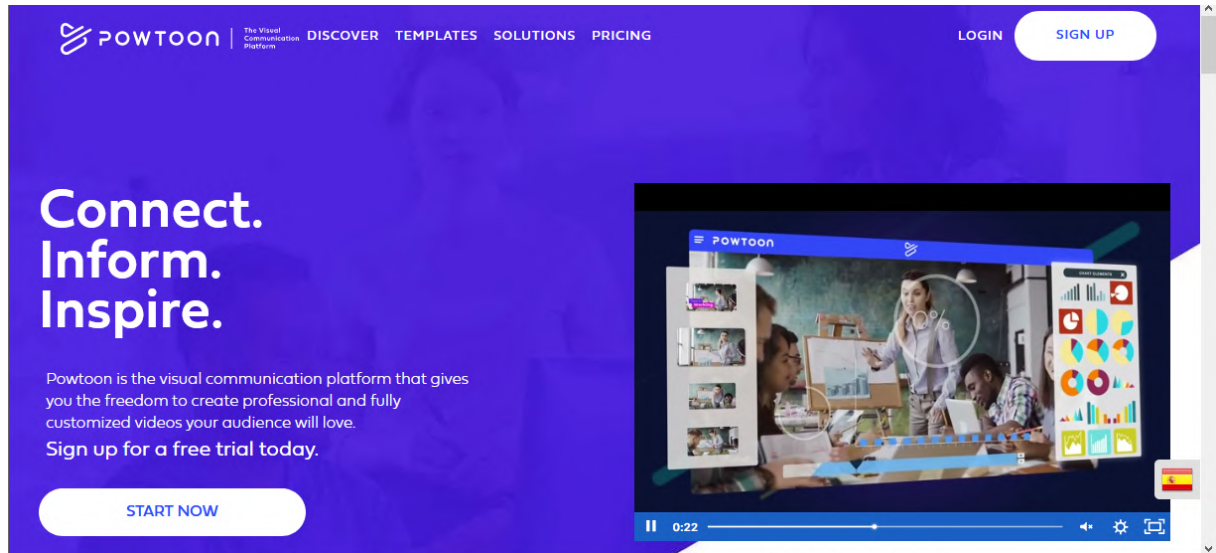 POWTOON
The Visual
Communication
Platform
DISCOVER TEMPLATES SOLUTIONS PRICING
LOGIN
SIGN UP
Connect.
Inform.
Inspire.
Powtoon is the visual communication platform that gives
you the freedom to create professional and fully
customized videos your audience will love.
Sign up for a free trial today.
START NOW
POWTOON
CHART ELEMENTS
0:22